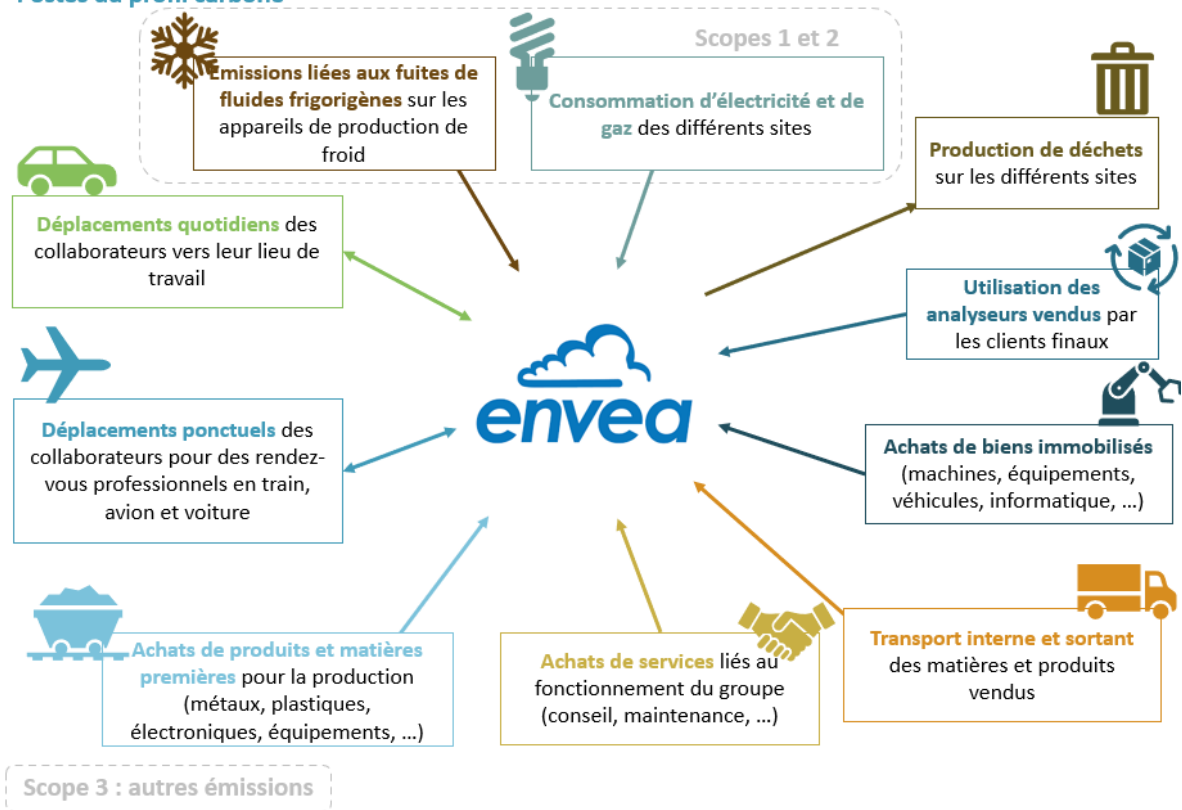 Postes du profil carbone
Scopes 1 et 2
Emissions liées aux fuites de
fluides frigorigènes sur les
appareils de production de
froid
Consommation d'électricité et de
gaz des différents sites
Production de déchets
sur les différents sites
Déplacements quotidiens des
collaborateurs vers leur lieu de
travail
Utilisation des
analyseurs vendus par
les clients finaux
envea
Déplacements ponctuels des
collaborateurs pour des rendez-
vous professionnels en train,
avion et voiture
Achats de biens immobilisés
(machines, équipements,
véhicules, informatique, ...)
Achats de produits et matières
premières pour la production
(métaux, plastiques,
électroniques, équipements, ...)
Achats de services liés au
fonctionnement du groupe
(conseil, maintenance, ...)
Transport interne et sortant
des matières et produits
vendus
Scope 3 : autres émissions